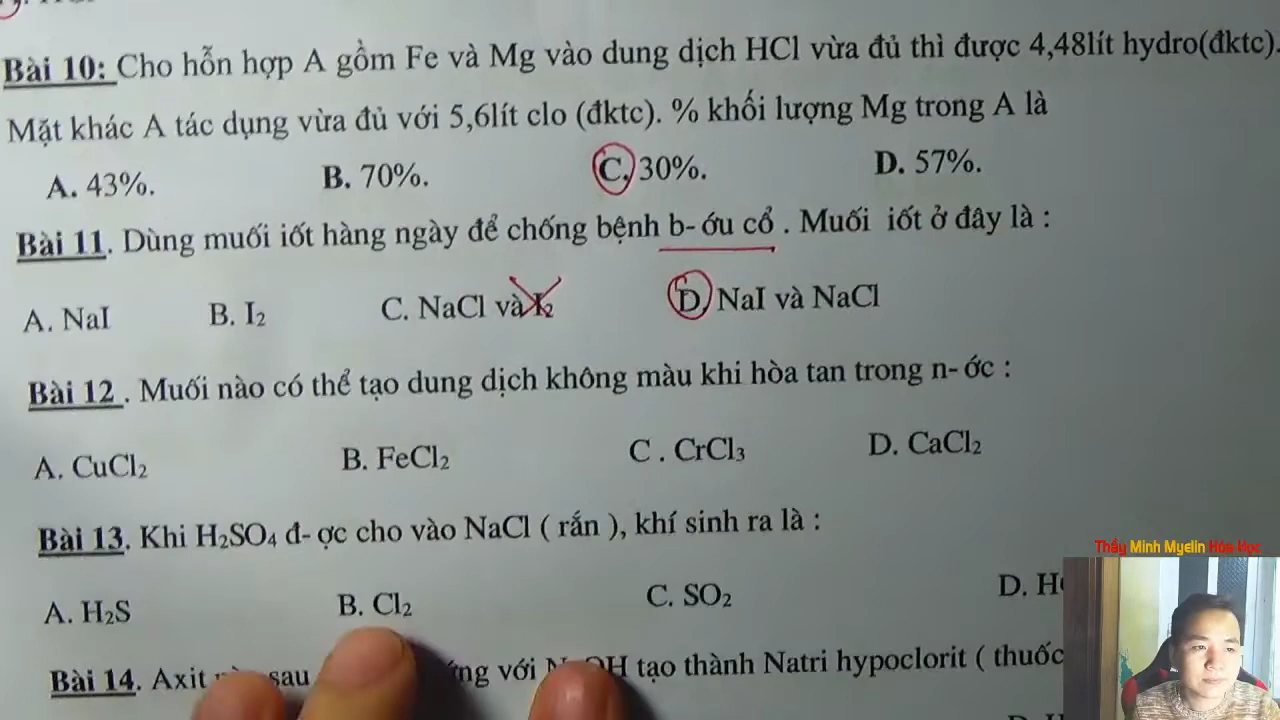 Bài 10: Cho hỗn hợp A gồm Fe và Mg vào dung dịch HCl vừa đủ thì được 4,48lít hydro(đktc).
Mặt khác A tác dụng vừa đủ với 5,6lít clo (đktc). % khối lượng Mg trong A là
A. 43%. B. 70%. C. 30%. D. 57%.
Bài 11. Dùng muối iốt hàng ngày để chống bệnh b- ớu cổ . Muối iốt ở đây là :
A. NaI B. I₂ C. NaCl và I₂ D. NaI và NaCl
Bài 12 . Muối nào có thể tạo dung dịch không màu khi hòa tan trong n- ớc :
A. CuCl₂ B. FeCl₂ C . CrCl₃ D. CaCl₂
Bài 13. Khi H₂SO₄ đ- ợc cho vào NaCl ( rắn ), khí sinh ra là :
A. H₂S B. Cl₂ C. SO₂ D. H
Bài 14. Axit sau với tạo thành Natri hypoclorit ( thuốc
Thầy Minh Myelin Hóa Học